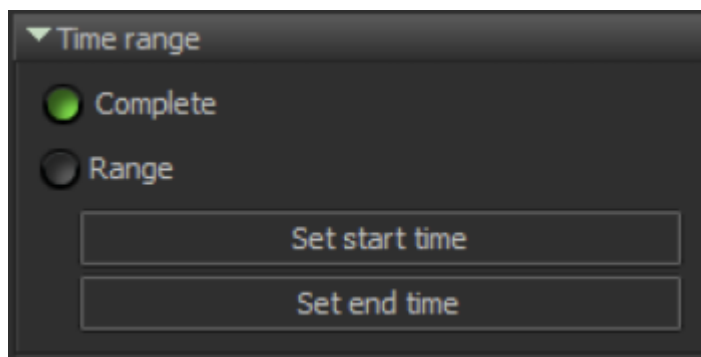 Time range
Complete
Range
Set start time
Set end time